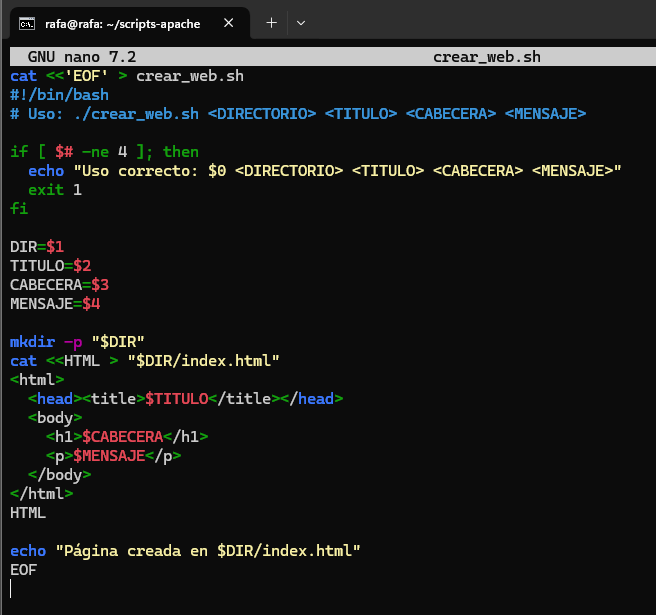 rafa@rafa: ~/scripts-apache
GNU nano 7.2 crear_web.sh
cat <<'EOF' > crear_web.sh
#!/bin/bash
# Uso: ./crear_web.sh <DIRECTORIO> <TITULO> <CABECERA> <MENSAJE>

if [ $# -ne 4 ]; then
  echo "Uso correcto: $0 <DIRECTORIO> <TITULO> <CABECERA> <MENSAJE>"
  exit 1
fi

DIR=$1
TITULO=$2
CABECERA=$3
MENSAJE=$4

mkdir -p "$DIR"
cat <<HTML > "$DIR/index.html"
<html>
  <head><title>$TITULO</title></head>
  <body>
    <h1>$CABECERA</h1>
    <p>$MENSAJE</p>
  </body>
</html>
HTML

echo "Página creada en $DIR/index.html"
EOF